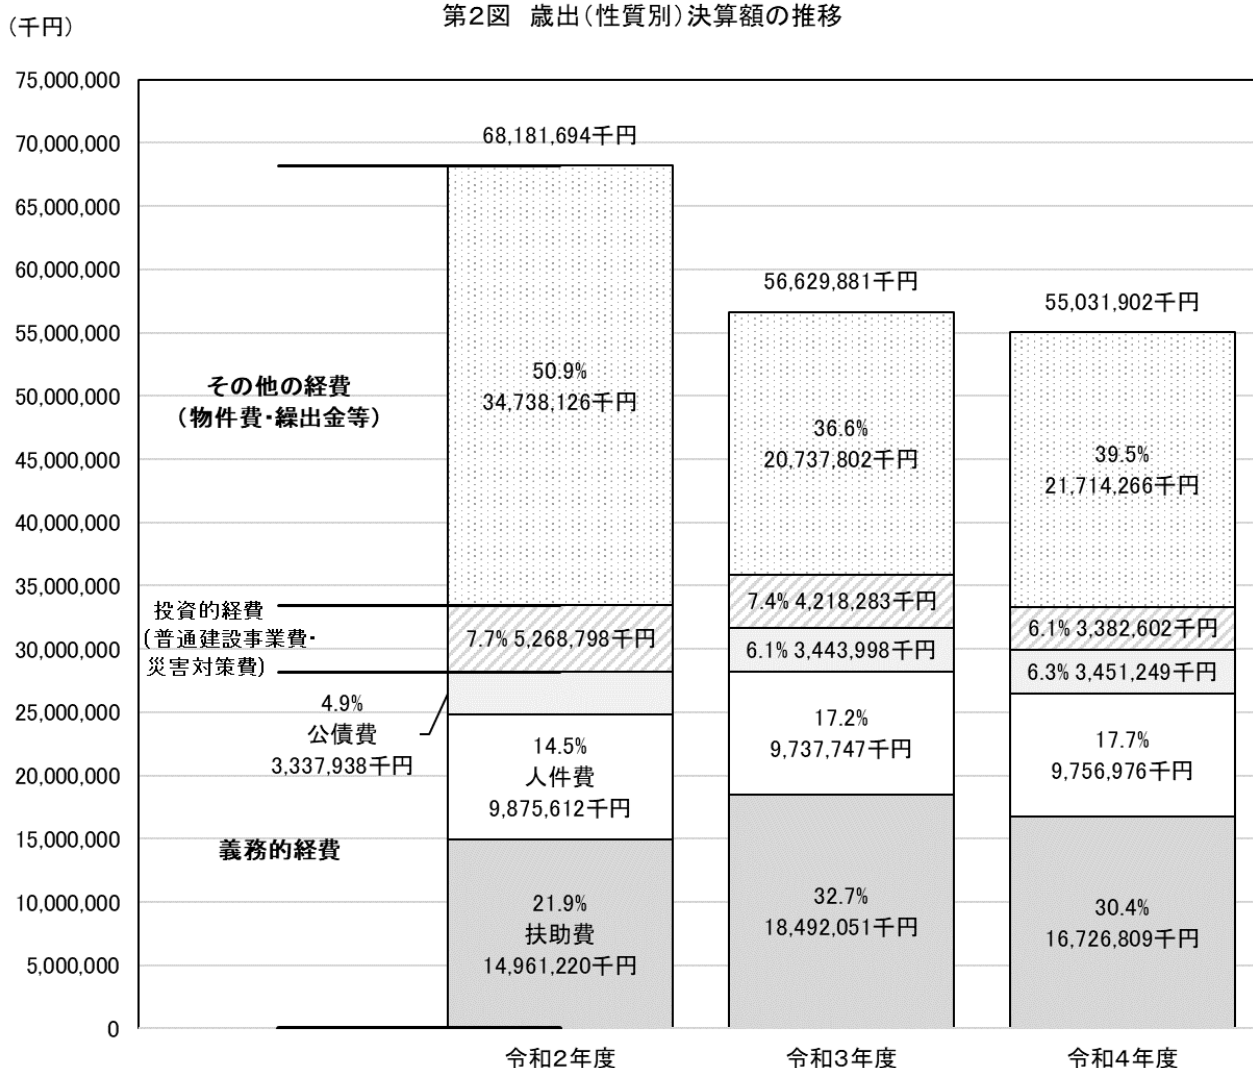 第2図 歳出(性質別)決算額の推移
(千円)
75,000,000
70,000,000
65,000,000
60,000,000
55,000,000
50,000,000
45,000,000
40,000,000
35,000,000
30,000,000
25,000,000
20,000,000
15,000,000
10,000,000
5,000,000
0
その他の経費
(物件費・繰出金等)
投資的経費
(普通建設事業費・
災害対策費)
4.9%
公債費
3,337,938千円
義務的経費
68,181,694千円
50.9%
34,738,126千円
7.7% 5,268,798千円
14.5%
人件費
9,875,612千円
21.9%
扶助費
14,961,220千円
56,629,881千円
36.6%
20,737,802千円
7.4% 4,218,283千円
6.1% 3,443,998千円
17.2%
9,737,747千円
32.7%
18,492,051千円
55,031,902千円
39.5%
21,714,266千円
6.1% 3,382,602千円
6.3% 3,451,249千円
17.7%
9,756,976千円
30.4%
16,726,809千円
令和2年度
令和3年度
令和4年度